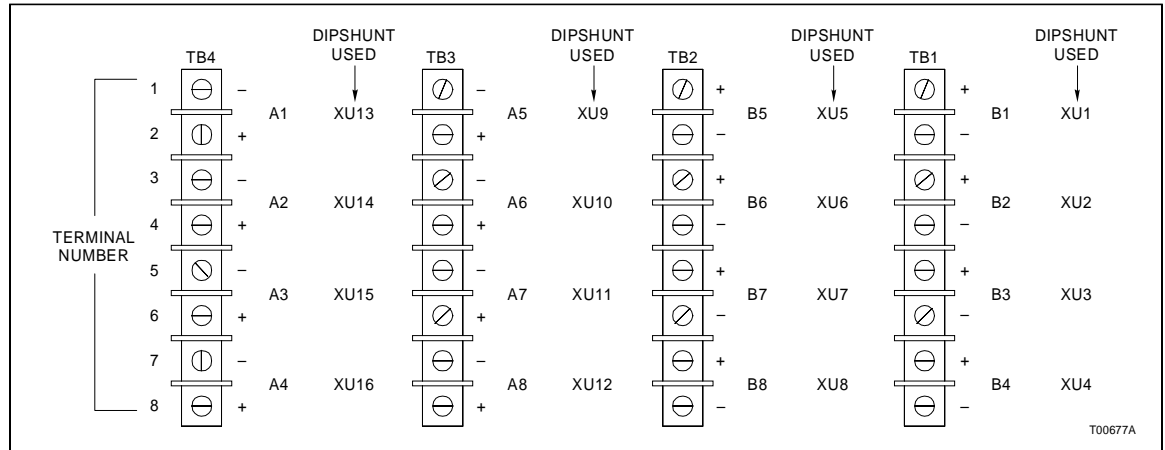 DIPSHUNT USED DIPSHUNT USED DIPSHUNT USED DIPSHUNT USED
TB4 TB3 TB2 TB1
1 – – + +
A1 XU13 A5 XU9 B5 XU5 B1 XU1
2 + + – –
3 – – + +
A2 XU14 A6 XU10 B6 XU6 B2 XU2
4 + + – –
TERMINAL NUMBER
5 – – + +
A3 XU15 A7 XU11 B7 XU7 B3 XU3
6 + + – –
7 – – + +
A4 XU16 A8 XU12 B8 XU8 B4 XU4
8 + + – –
T00677A